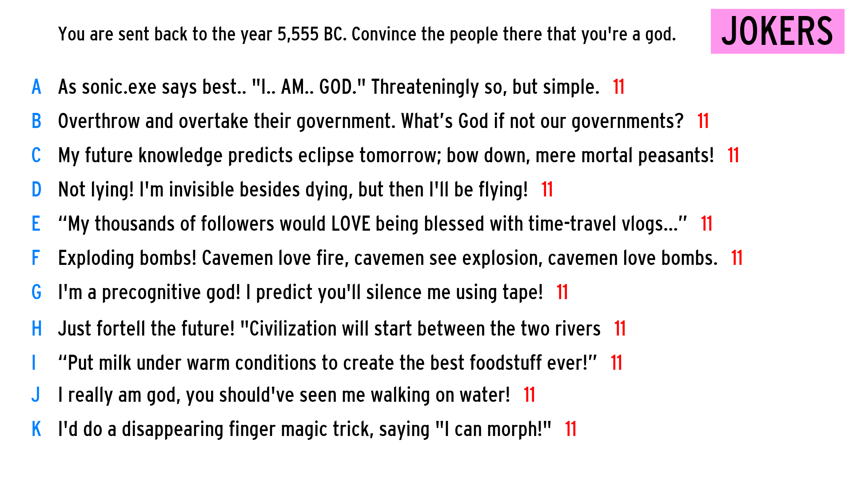 You are sent back to the year 5,555 BC. Convince the people there that you're a god.
JOKERS
A As sonic.exe says best.. "I.. AM.. GOD." Threateningly so, but simple. 11
B Overthrow and overtake their government. What’s God if not our governments? 11
C My future knowledge predicts eclipse tomorrow; bow down, mere mortal peasants! 11
D Not lying! I'm invisible besides dying, but then I'll be flying! 11
E “My thousands of followers would LOVE being blessed with time-travel vlogs...” 11
F Exploding bombs! Cavemen love fire, cavemen see explosion, cavemen love bombs. 11
G I'm a precognitive god! I predict you'll silence me using tape! 11
H Just fortell the future! "Civilization will start between the two rivers 11
I “Put milk under warm conditions to create the best foodstuff ever!” 11
J I really am god, you should've seen me walking on water! 11
K I'd do a disappearing finger magic trick, saying "I can morph!" 11